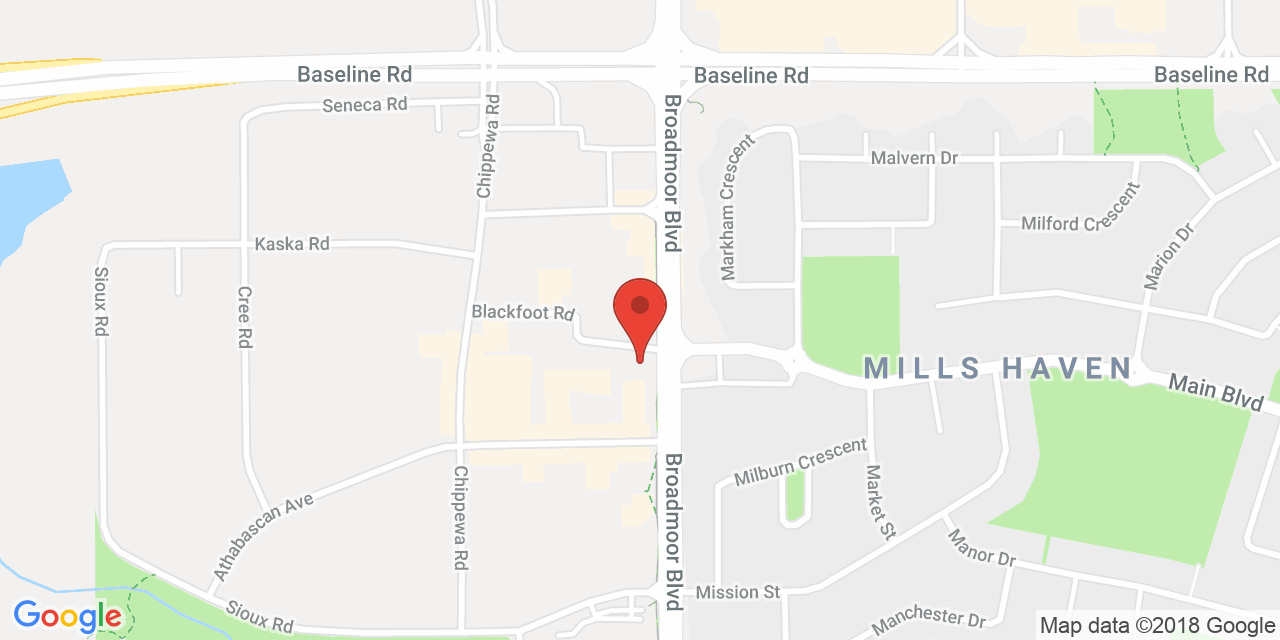 Baseline Rd
Baseline Rd
Baseline Rd
Seneca Rd
Chippewa Rd
Broadmoor Blvd
Markham Crescent
Malvern Dr
Milford Crescent
Marion Dr
Kaska Rd
Sioux Rd
Cree Rd
Blackfoot Rd
MILLS HAVEN
Main Blvd
Milburn Crescent
Market St
Chippewa Rd
Broadmoor Blvd
Athabascan Ave
Manor Dr
Mission St
Manchester Dr
Sioux Rd
Google
Map data ©2018 Google